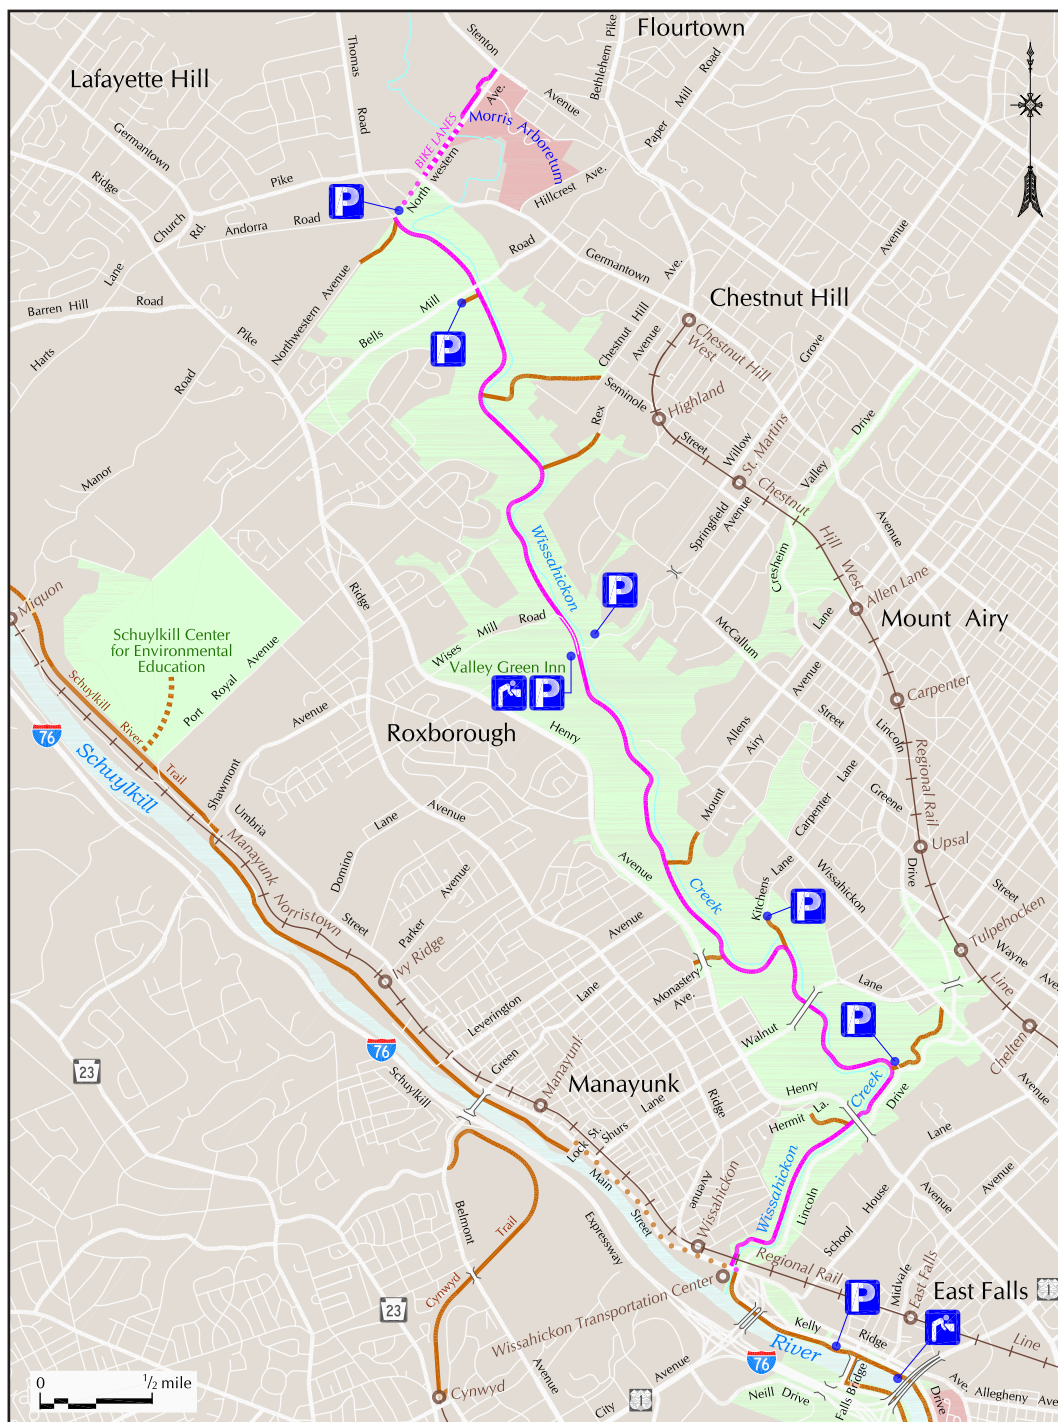 Flourtown
Lafayette Hill
Stenton
Ave.
Bethlehem Pike
Paper Mill Road
Avenue
Thomas
Road
Germantown
Pike
Ridge
Church
Rd.
Andorra Road
BIKE LANES
Morris Arboretum
North western
Hillcrest Ave.
P
Germantown
Ave.
Road
Avenue
Barren Hill Road
Lane
Harts
Road
Pike
Northwestern Avenue
Bells Mill
P
Chestnut Hill
Chestnut Hill
Avenue
Chestnut Hill
West
Grove
Seminole
Highland
Rex
Street
Willow
St. Martins
Valley
Drive
Manor
Chestnut
Hill
West
Springfield
Avenue
Avenue
Cresheim
Wissahickon
P
Allen Lane
Mount Airy
Lane
McCallum
Miquon
Ridge
Schuylkill Center
for Environmental
Education
Port Royal Avenue
Wises Mill Road
Valley Green Inn
P
Schuylkill
River
Trail
Avenue
Carpenter
Roxborough
Henry
76
Schuylkill
Allens
Airy
Street
Lincoln
Regional Rail
Shawmont
Umbria
Lane
Avenue
Mount
Carpenter Lane
Greene
Manayunk
Norristown
Domino
Street
Parker Avenue
Avenue
Upsal
Drive
Creek
Kitchens
Lane
P
Wissahickon
Street
Tulpehocken
Ivy Ridge
Avenue
Wayne
Ave.
Monastery
Ave.
Lane
Line
Leverington
Lane
Walnut
P
76
Green
23
Chelten
Manayunk
Manayunk
Schuylkill
Henry
Creek
Drive
Avenue
Ridge
Hermit La.
Lock St.
Shurs Lane
Lane
Main
Street
Avenue
Wissahickon
Wissahickon
Lincoln
House
School
Avenue
Avenue
Belmont
Trail
Expressway
Cynwyd
Regional Rail
Midvale
East Falls
East Falls
1
23
Wissahickon Transportation Center
P
Kelly
Ridge
Line
River
76
Avenue
Falls Bridge
Ave.
Allegheny Ave.
Drive
Neill Drive
City
Avenue
1
Cynwyd
0 1/2 mile